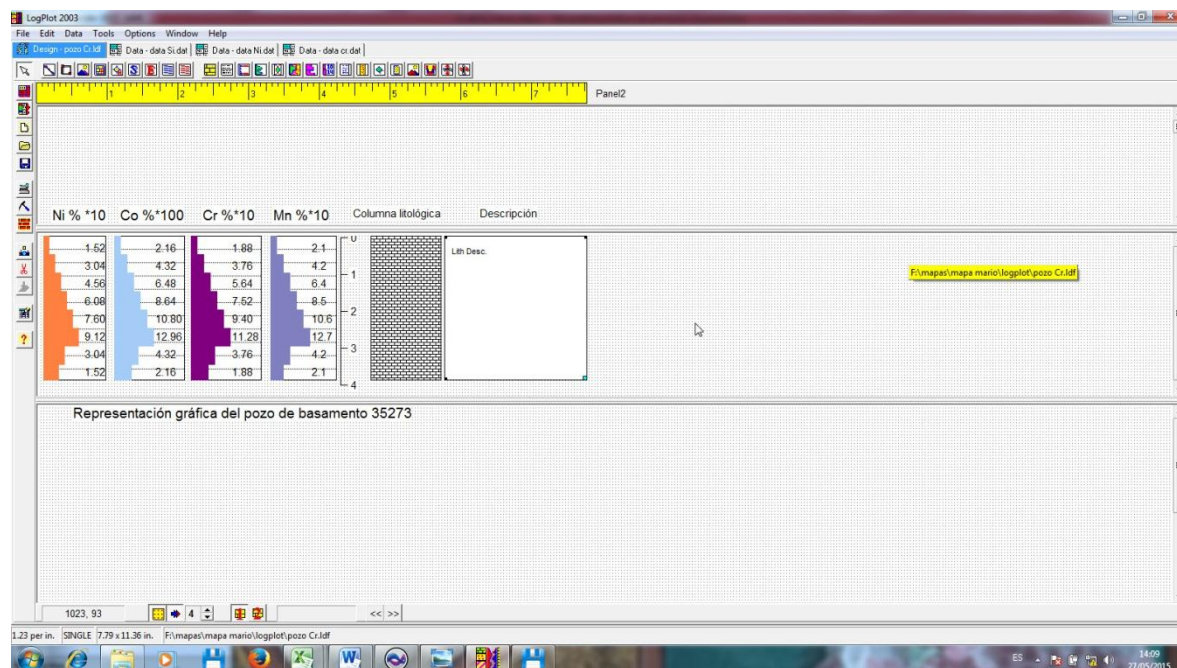 LogPlot 2003
File Edit Data Tools Options Window Help
Design - pozo Cr.ldf Data - data Si.dat Data - data Ni.dat Data - data cr.dat
1 2 3 4 5 6 7 Panel2
Ni % *10 Co %*100 Cr %*10 Mn %*10 Columna litológica Descripción
1.52 2.16 1.88 2.1 0 Lith Desc.
3.04 4.32 3.76 4.2
F:\mapas\mapa mario\logplot\pozo Cr.ldf
1
4.56 6.48 5.64 6.4
6.08 8.64 7.52 8.5
2
7.60 10.80 9.40 10.6
9.12 12.96 11.28 12.7
3
3.04 4.32 3.76 4.2
1.52 2.16 1.88 2.1
4
Representación gráfica del pozo de basamento 35273
1023, 93 4 << >>
1.23 per in. SINGLE 7.79 x 11.36 in. F:\mapas\mapa mario\logplot\pozo Cr.ldf
ES 14:09
27/05/2015